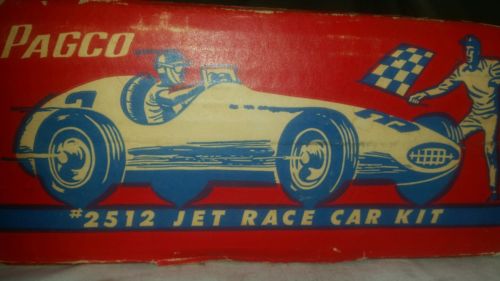 PAGCO
#2512 JET RACE CAR KIT